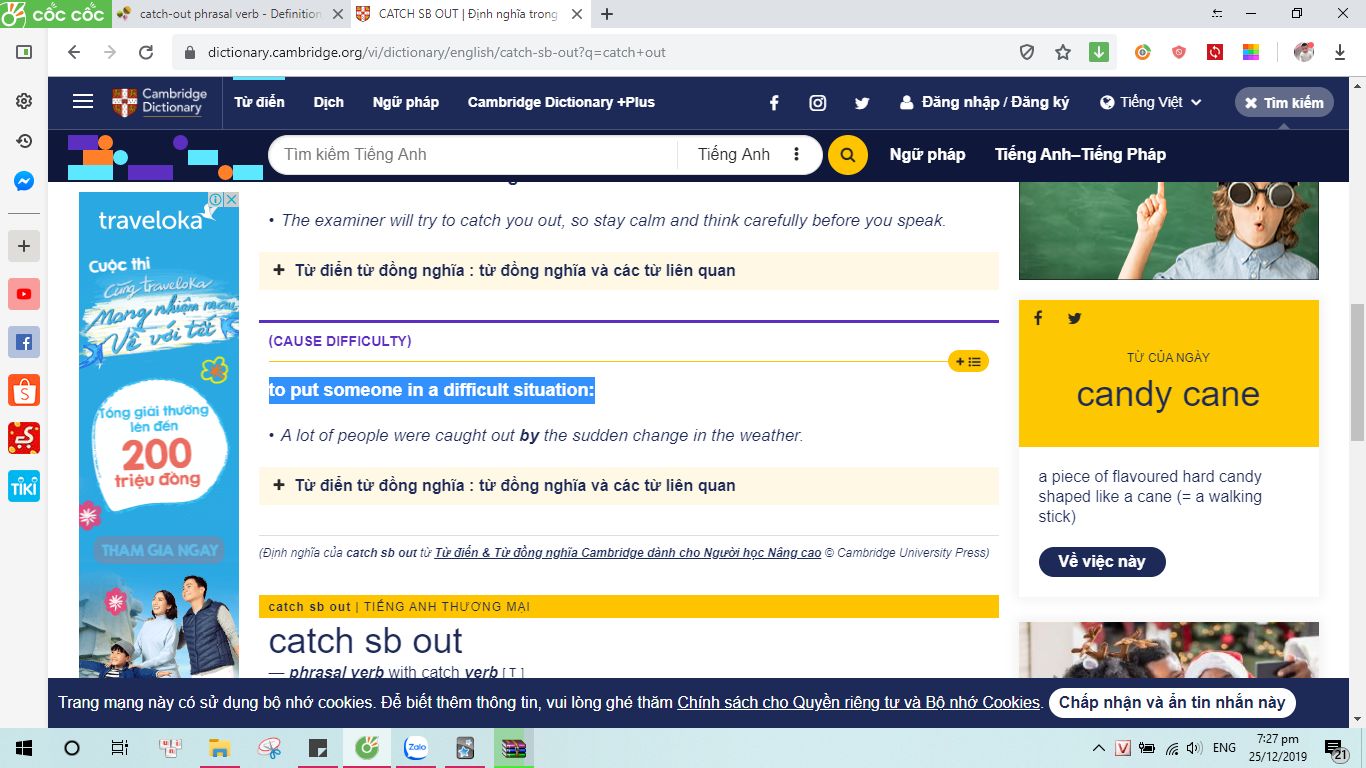 CỐC CỐC
catch-out phrasal verb - Definition
CATCH SB OUT | Định nghĩa trong
dictionary.cambridge.org/vi/dictionary/english/catch-sb-out?q=catch+out
Cambridge
Dictionary
Từ điển
Dịch
Ngữ pháp
Cambridge Dictionary +Plus
Đăng nhập / Đăng ký
Tiếng Việt
Tìm kiếm
Tìm kiếm Tiếng Anh
Tiếng Anh
Ngữ pháp
Tiếng Anh–Tiếng Pháp
• The examiner will try to catch you out, so stay calm and think carefully before you speak.
+ Từ điển từ đồng nghĩa : từ đồng nghĩa và các từ liên quan
(CAUSE DIFFICULTY)
to put someone in a difficult situation:
• A lot of people were caught out by the sudden change in the weather.
+ Từ điển từ đồng nghĩa : từ đồng nghĩa và các từ liên quan
(Định nghĩa của catch sb out từ Từ điển & Từ đồng nghĩa Cambridge dành cho Người học Nâng cao © Cambridge University Press)
catch sb out | TIẾNG ANH THƯƠNG MẠI
catch sb out
— phrasal verb with catch verb [ T ]
traveloka
Cuộc thi
Cùng traveloka
Mang nhiệm màu
Về với tết
Tổng giải thưởng
lên đến
200
triệu đồng
THAM GIA NGAY
TỪ CỦA NGÀY
candy cane
a piece of flavoured hard candy
shaped like a cane (= a walking
stick)
Về việc này
Trang mạng này có sử dụng bộ nhớ cookies. Để biết thêm thông tin, vui lòng ghé thăm Chính sách cho Quyền riêng tư và Bộ nhớ Cookies.
Chấp nhận và ẩn tin nhắn này
TIKI
Zalo
V
ENG
7:27 pm
25/12/2019
21